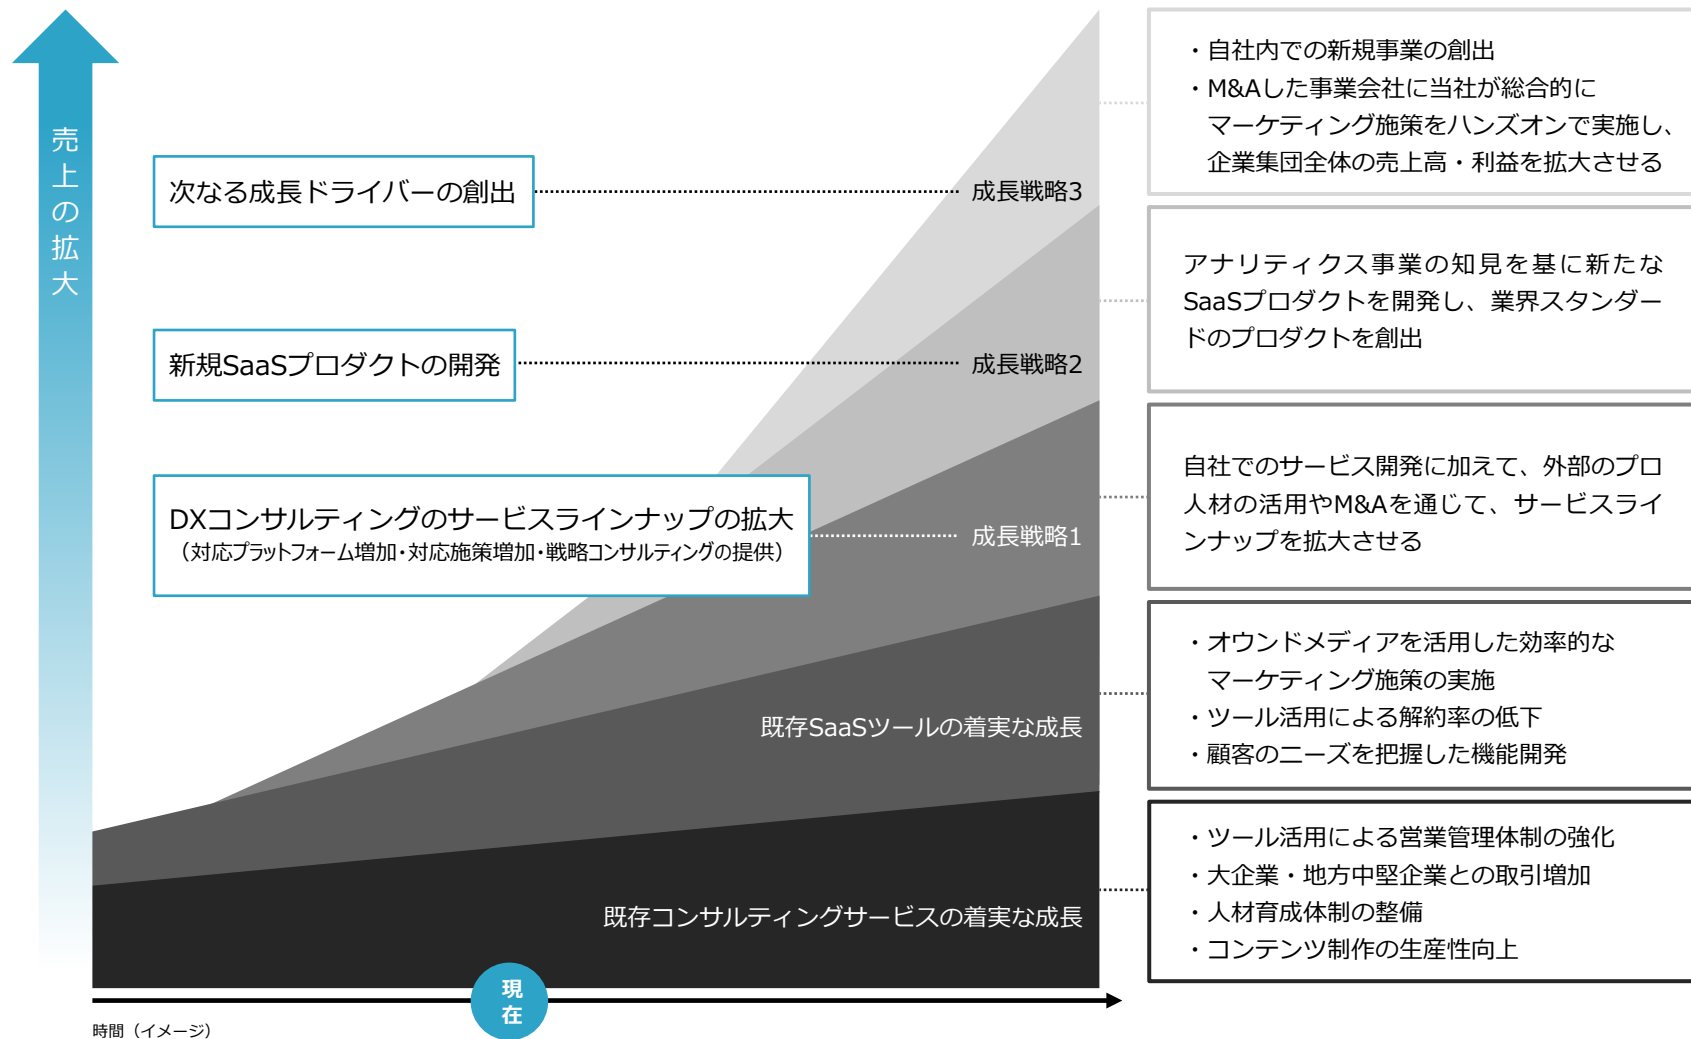 売上の拡大
次なる成長ドライバーの創出
成長戦略3
・自社内での新規事業の創出
・M&Aした事業会社に当社が総合的に
マーケティング施策をハンズオンで実施し、
企業集団全体の売上高・利益を拡大させる
新規SaaSプロダクトの開発
成長戦略2
アナリティクス事業の知見を基に新たな
SaaSプロダクトを開発し、業界スタンダー
ドのプロダクトを創出
DXコンサルティングのサービスラインナップの拡大
（対応プラットフォーム増加・対応施策増加・戦略コンサルティングの提供）
成長戦略1
自社でのサービス開発に加えて、外部のプロ
人材の活用やM&Aを通じて、サービスライ
ンナップを拡大させる
既存SaaSツールの着実な成長
・オウンドメディアを活用した効率的な
マーケティング施策の実施
・ツール活用による解約率の低下
・顧客のニーズを把握した機能開発
既存コンサルティングサービスの着実な成長
・ツール活用による営業管理体制の強化
・大企業・地方中堅企業との取引増加
・人材育成体制の整備
・コンテンツ制作の生産性向上
現在
時間（イメージ）